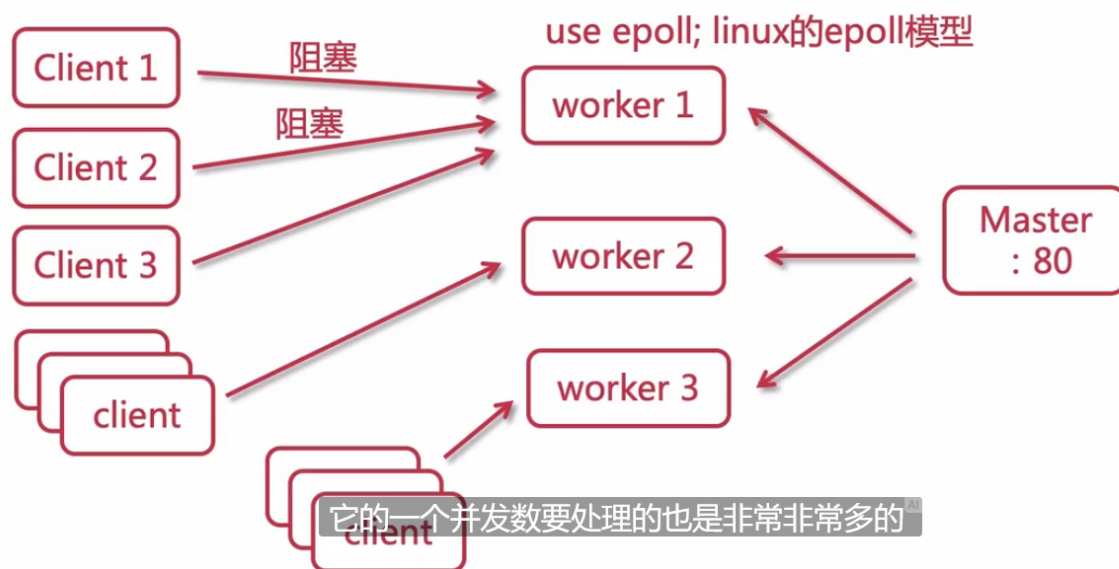 use epoll; linux的epoll模型
Client 1
阻塞
worker 1
阻塞
Client 2
Client 3
Master
：80
worker 2
worker 3
client
client
它的一个并发数要处理的也是非常非常多的
AI